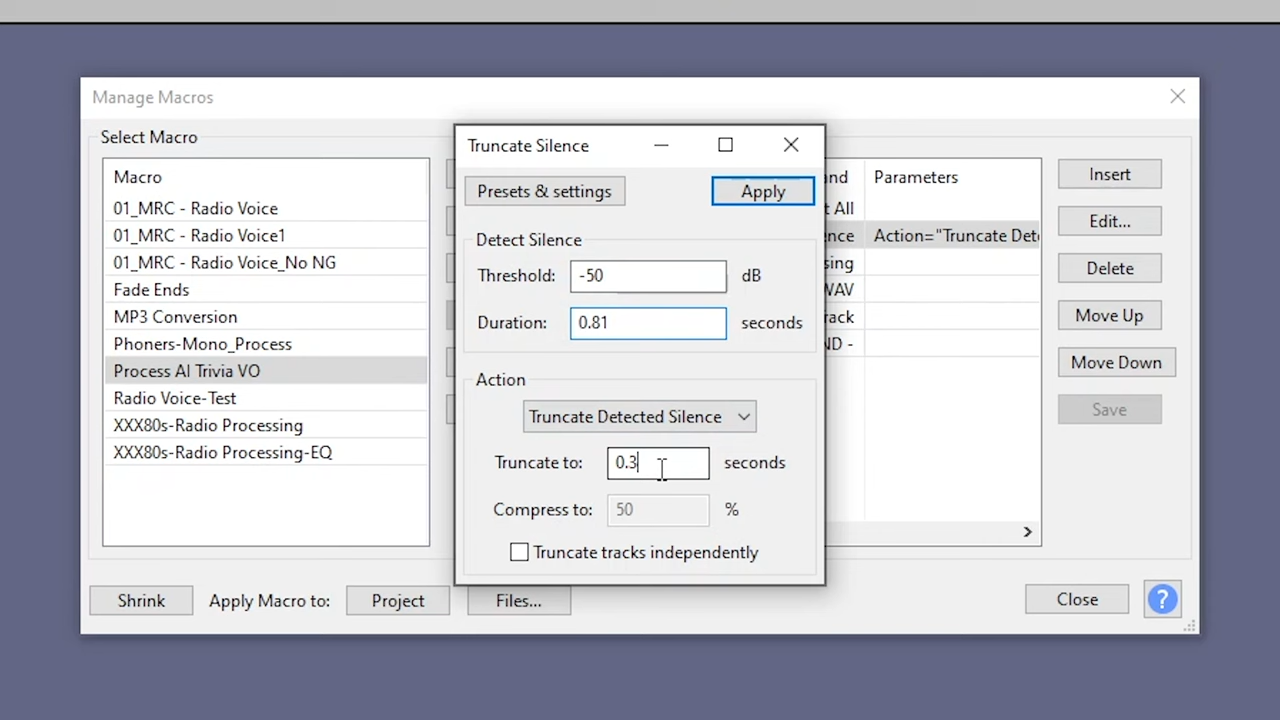 Manage Macros
Select Macro
Macro
01_MRC - Radio Voice
01_MRC - Radio Voice1
01_MRC - Radio Voice_No NG
Fade Ends
MP3 Conversion
Phoners-Mono_Process
Process AI Trivia VO
Radio Voice-Test
XXX80s-Radio Processing
XXX80s-Radio Processing-EQ
Truncate Silence
Presets & settings
Apply
Detect Silence
Threshold: -50 dB
Duration: 0.81 seconds
Action
Truncate Detected Silence
Truncate to: 0.3 seconds
Compress to: 50 %
Truncate tracks independently
nd Parameters
t All
nce Action="Truncate Det
sing
WAV
rack
ND -
Insert
Edit...
Delete
Move Up
Move Down
Save
Shrink Apply Macro to: Project Files...
Close ?